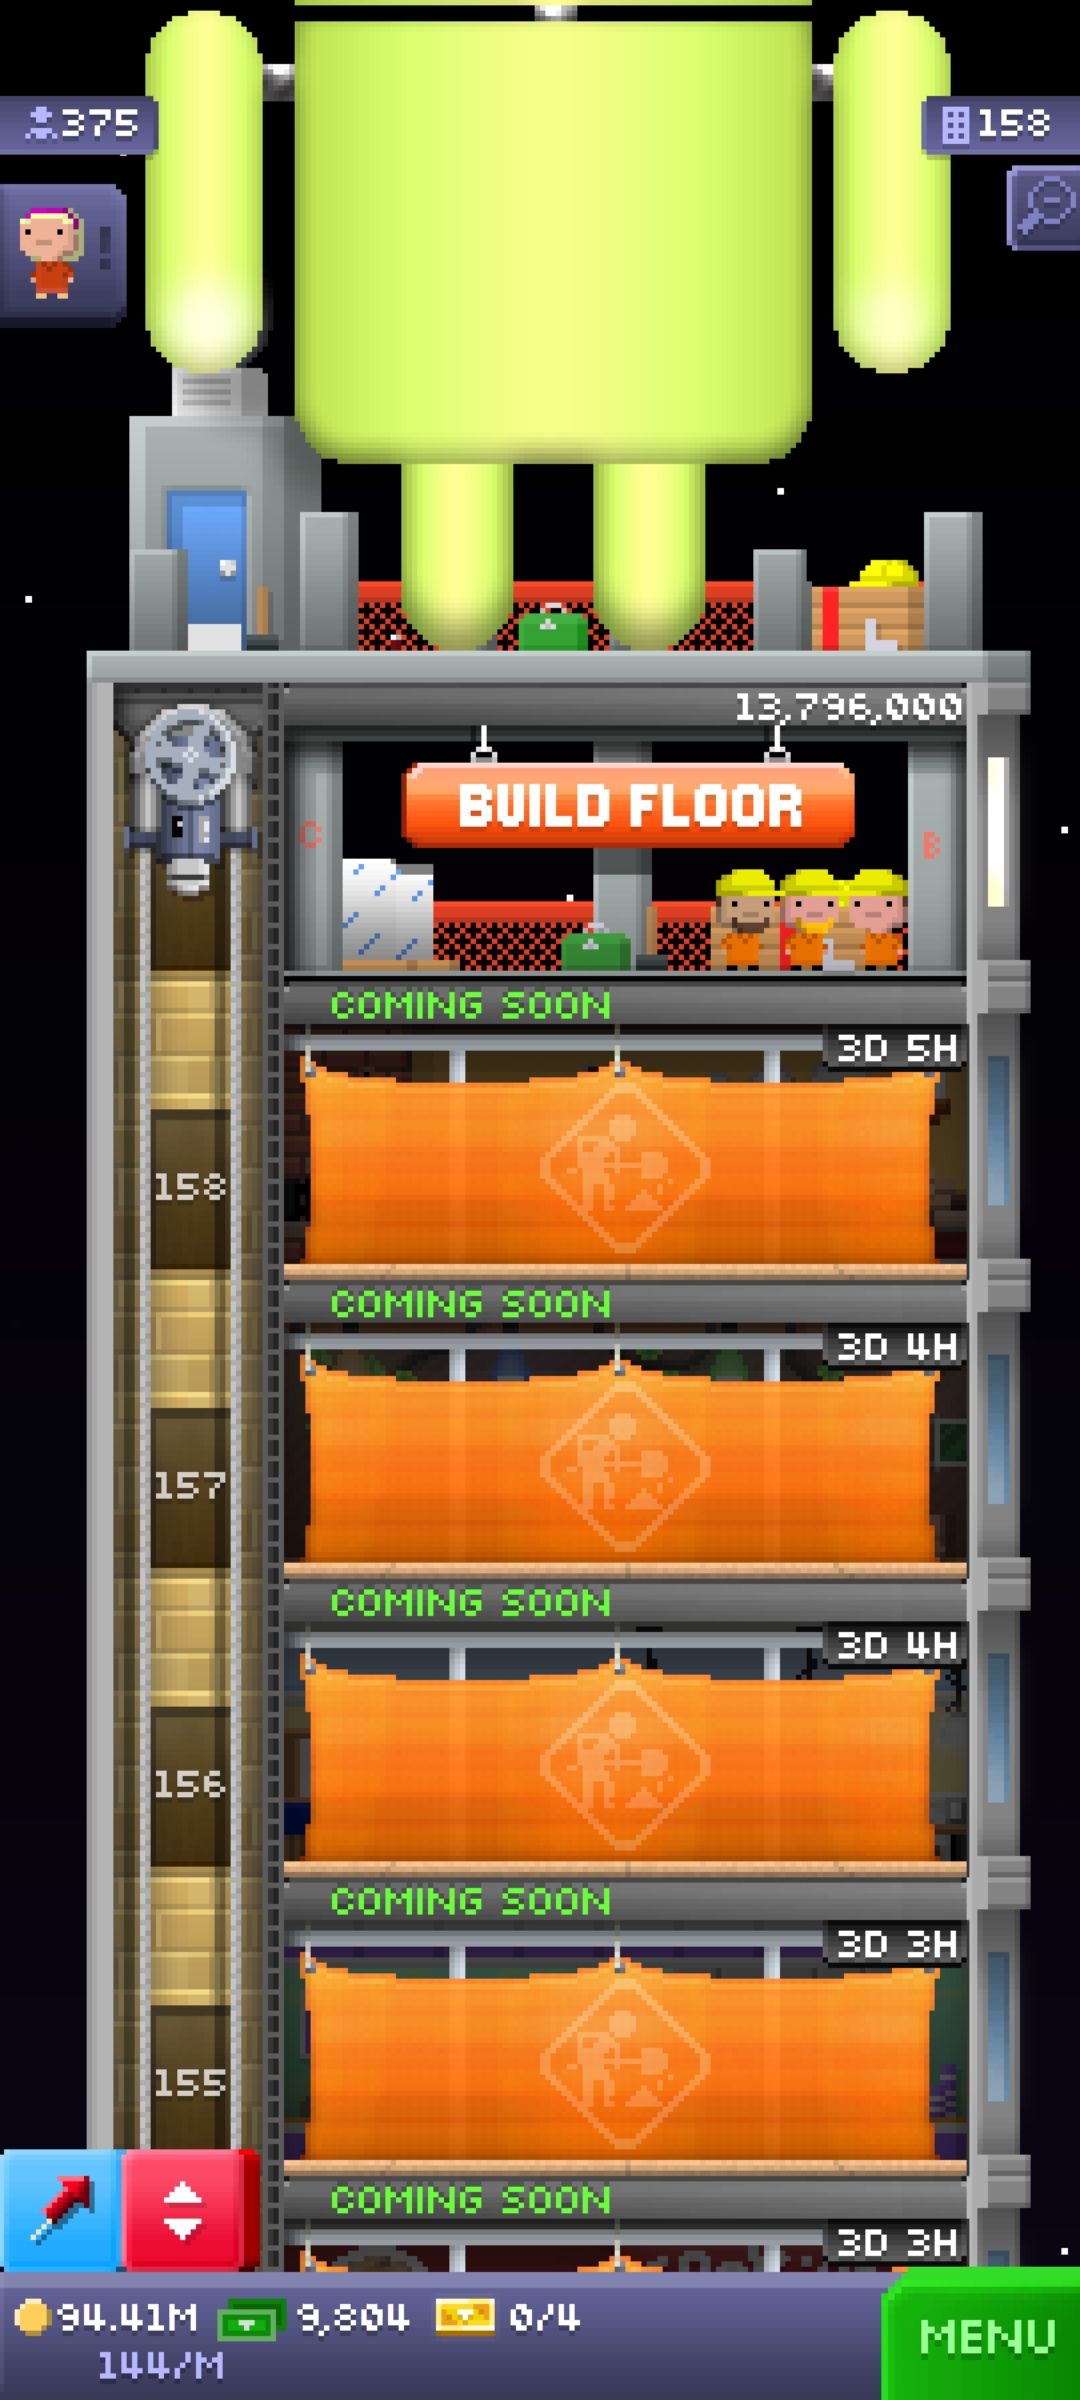 375
158
!
13,796,000
BUILD FLOOR
C
B
COMING SOON
3D 5H
158
COMING SOON
3D 4H
157
COMING SOON
3D 4H
156
COMING SOON
3D 3H
155
COMING SOON
3D 3H
94.41M
9,804
0/4
144/M
MENU